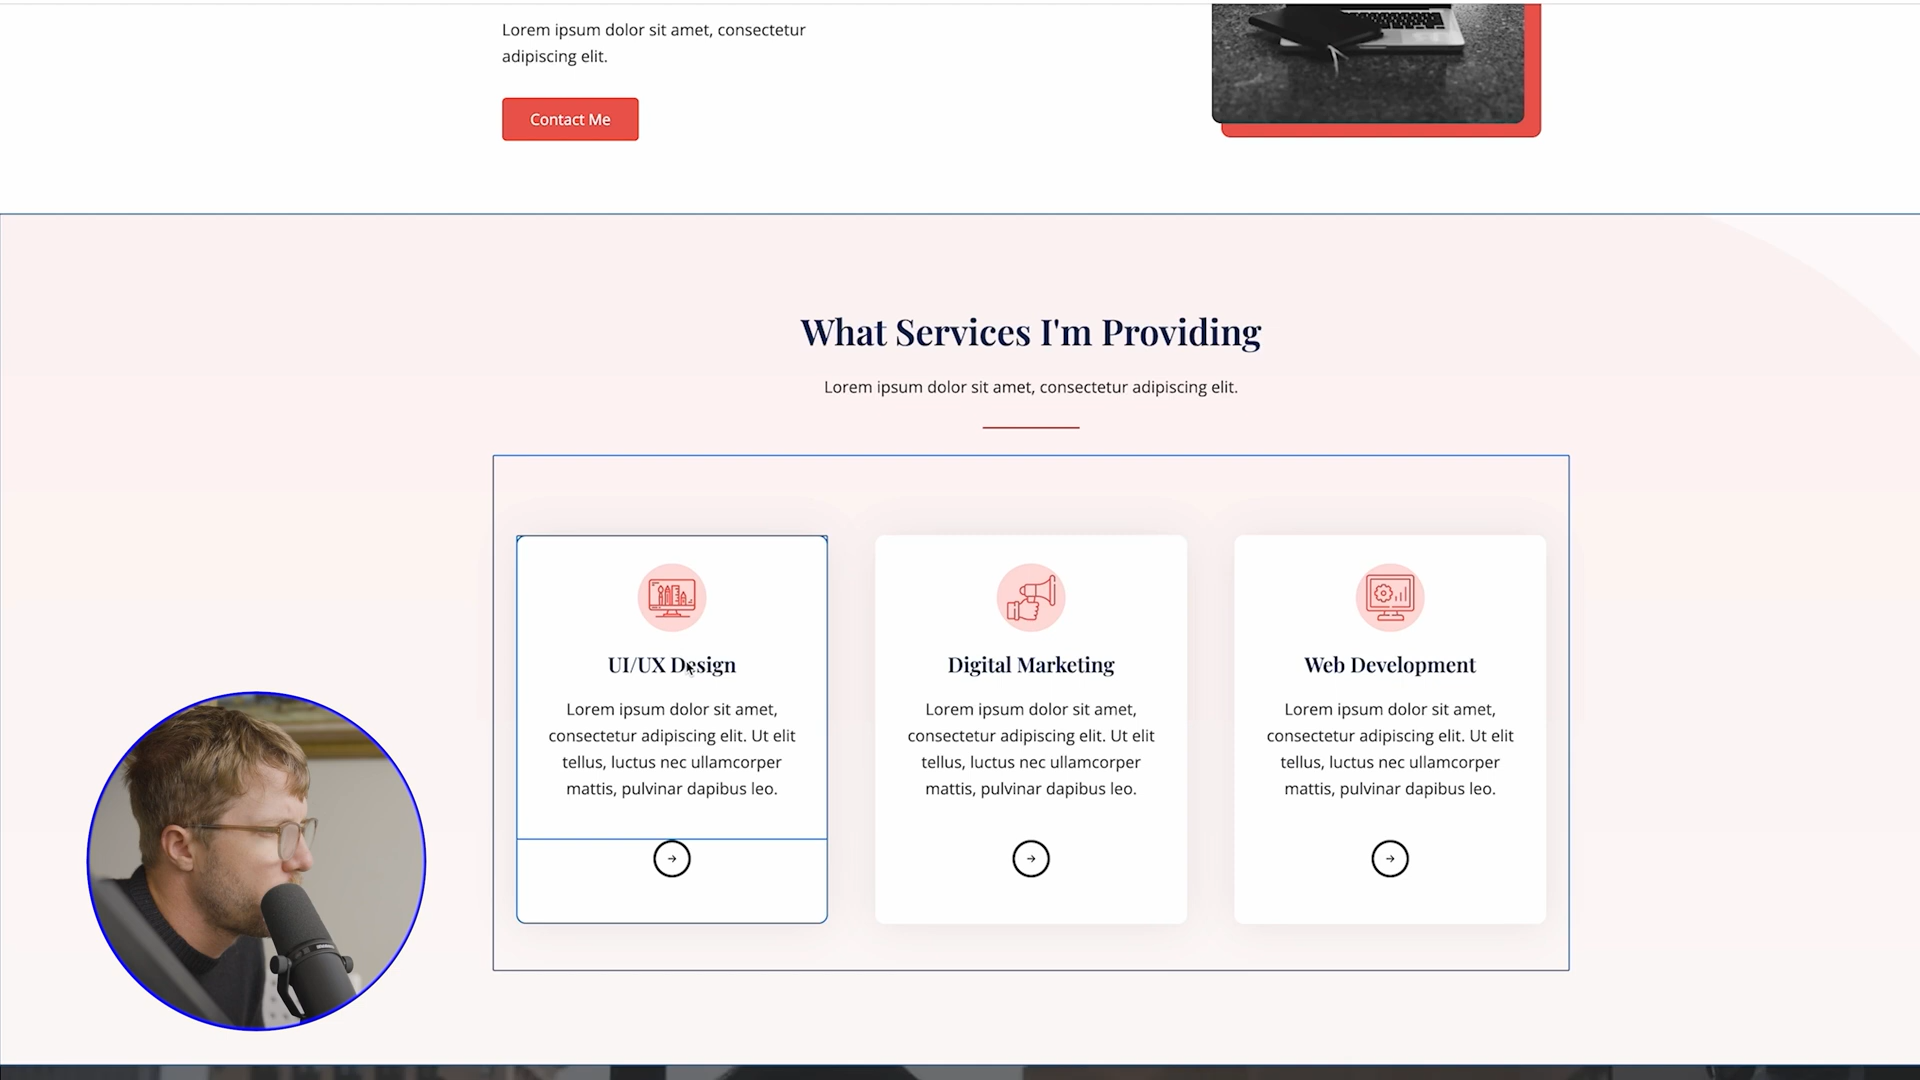 Lorem ipsum dolor sit amet, consectetur
adipiscing elit.
Contact Me
What Services I'm Providing
Lorem ipsum dolor sit amet, consectetur adipiscing elit.
UI/UX Design
Lorem ipsum dolor sit amet,
consectetur adipiscing elit. Ut elit
tellus, luctus nec ullamcorper
mattis, pulvinar dapibus leo.
Digital Marketing
Lorem ipsum dolor sit amet,
consectetur adipiscing elit. Ut elit
tellus, luctus nec ullamcorper
mattis, pulvinar dapibus leo.
Web Development
Lorem ipsum dolor sit amet,
consectetur adipiscing elit. Ut elit
tellus, luctus nec ullamcorper
mattis, pulvinar dapibus leo.